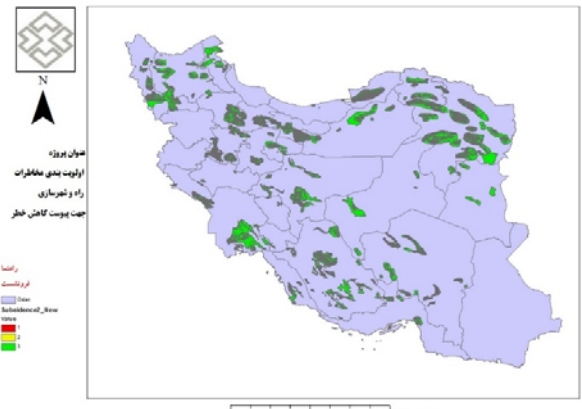 N
عنوان پروژه
اولویت بندی مخاطرات
راه و شهرسازی
جهت پیوست کاهش خطر
راهنما
فرونشست
Ostan
Subsidence2_New
Value
1
2
3